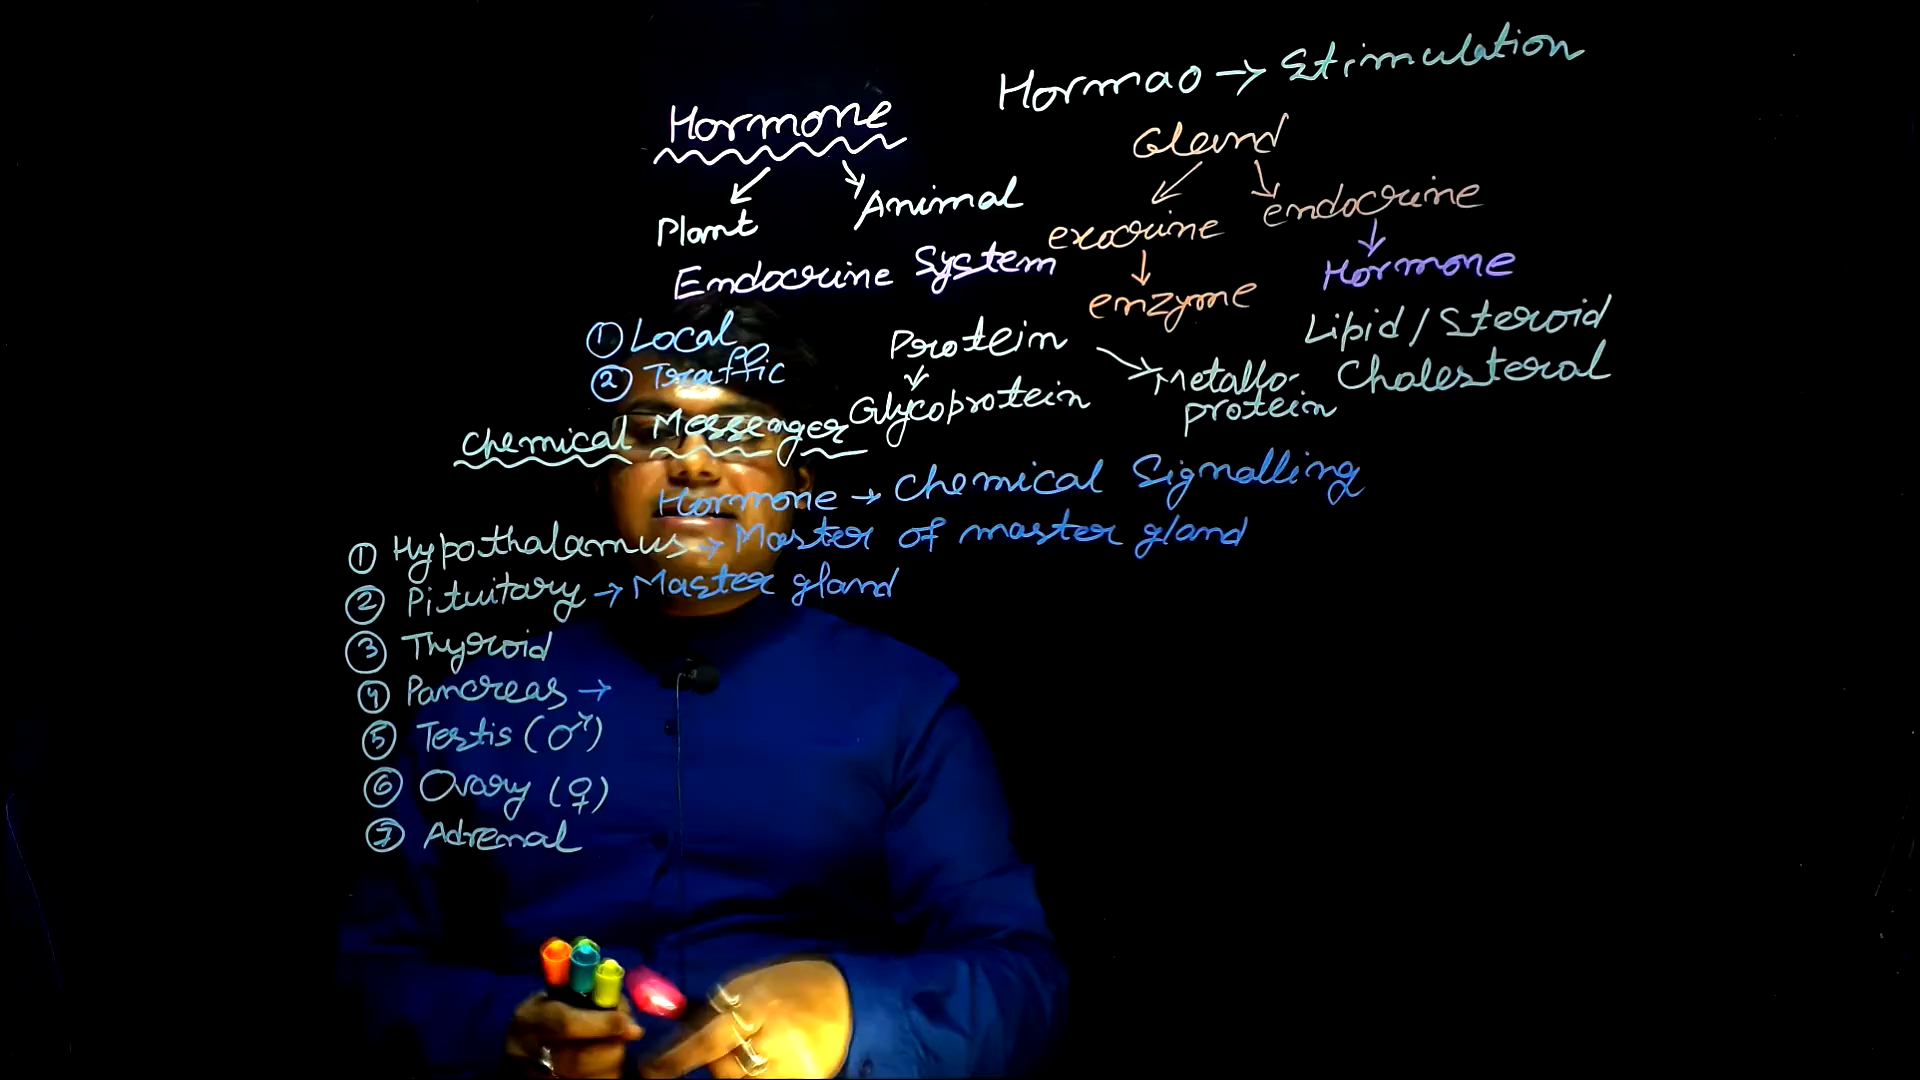 Hormao → Stimulation
Hormone
Plant
Animal
Gland
exocrine
endocrine
enzyme
Hormone
Endocrine System
① Local
② Traffic
Protein
Glycoprotein
Metallo-
protein
Lipid / Steroid
Cholesteral
Chemical Messenger
Hormone → Chemical Signalling
① Hypothalamus → Master of master gland
② Pituitary → Master gland
③ Thyroid
④ Pancreas →
⑤ Testis (♂)
⑥ Ovary (♀)
⑦ Adrenal